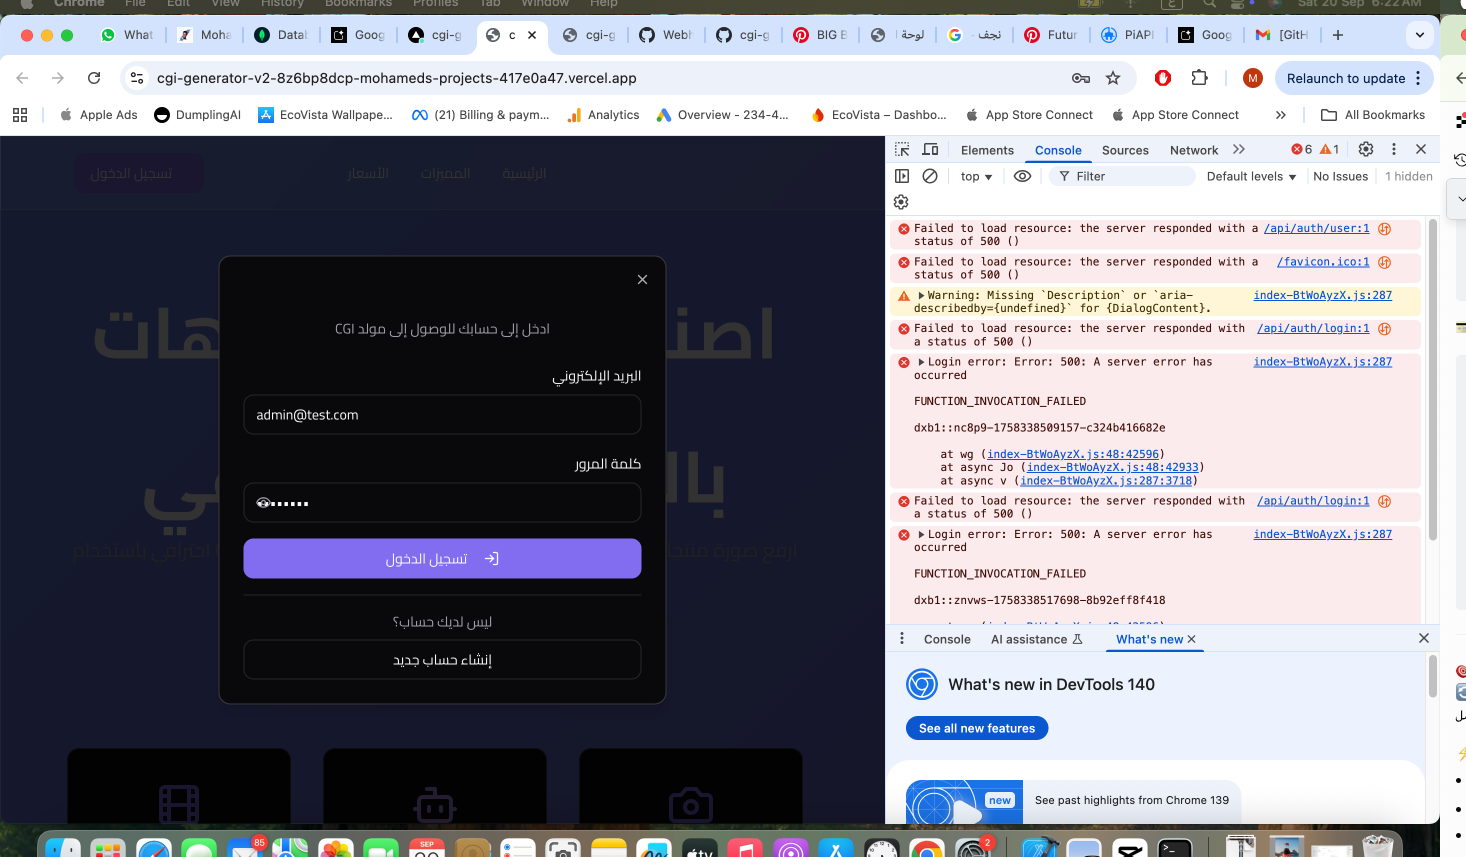 Chrome File Edit View History Bookmarks Profiles Tab Window Help Sat 20 Sep 6:22 AM
What Moha Datal Goog cgi-g c cgi-g Webh cgi-g BIG B لوحة ا نجف Futur PiAPI Goog [GitH
cgi-generator-v2-8z6bp8dcp-mohameds-projects-417e0a47.vercel.app M Relaunch to update
Apple Ads DumplingAI EcoVista Wallpape... (21) Billing & paym... Analytics Overview - 234-4... EcoVista – Dashbo... App Store Connect App Store Connect All Bookmarks
تسجيل الدخول الأسعار المميزات الرئيسية
ادخل إلى حسابك للوصول إلى مولد CGI
البريد الإلكتروني
admin@test.com
كلمة المرور
تسجيل الدخول
ليس لديك حساب؟
إنشاء حساب جديد
Elements Console Sources Network 6 1
top Filter Default levels No Issues 1 hidden
Failed to load resource: the server responded with a /api/auth/user:1
status of 500 ()
Failed to load resource: the server responded with a /favicon.ico:1
status of 500 ()
Warning: Missing `Description` or `aria- index-BtWoAyzX.js:287
describedby={undefined}` for {DialogContent}.
Failed to load resource: the server responded with /api/auth/login:1
a status of 500 ()
Login error: Error: 500: A server error has index-BtWoAyzX.js:287
occurred
FUNCTION_INVOCATION_FAILED
dxb1::nc8p9-1758338509157-c324b416682e
at wg (index-BtWoAyzX.js:48:42596)
at async Jo (index-BtWoAyzX.js:48:42933)
at async v (index-BtWoAyzX.js:287:3718)
Failed to load resource: the server responded with /api/auth/login:1
a status of 500 ()
Login error: Error: 500: A server error has index-BtWoAyzX.js:287
occurred
FUNCTION_INVOCATION_FAILED
dxb1::znvws-1758338517698-8b92eff8f418
Console AI assistance What's new
What's new in DevTools 140
See all new features
new See past highlights from Chrome 139
85 SEP 2